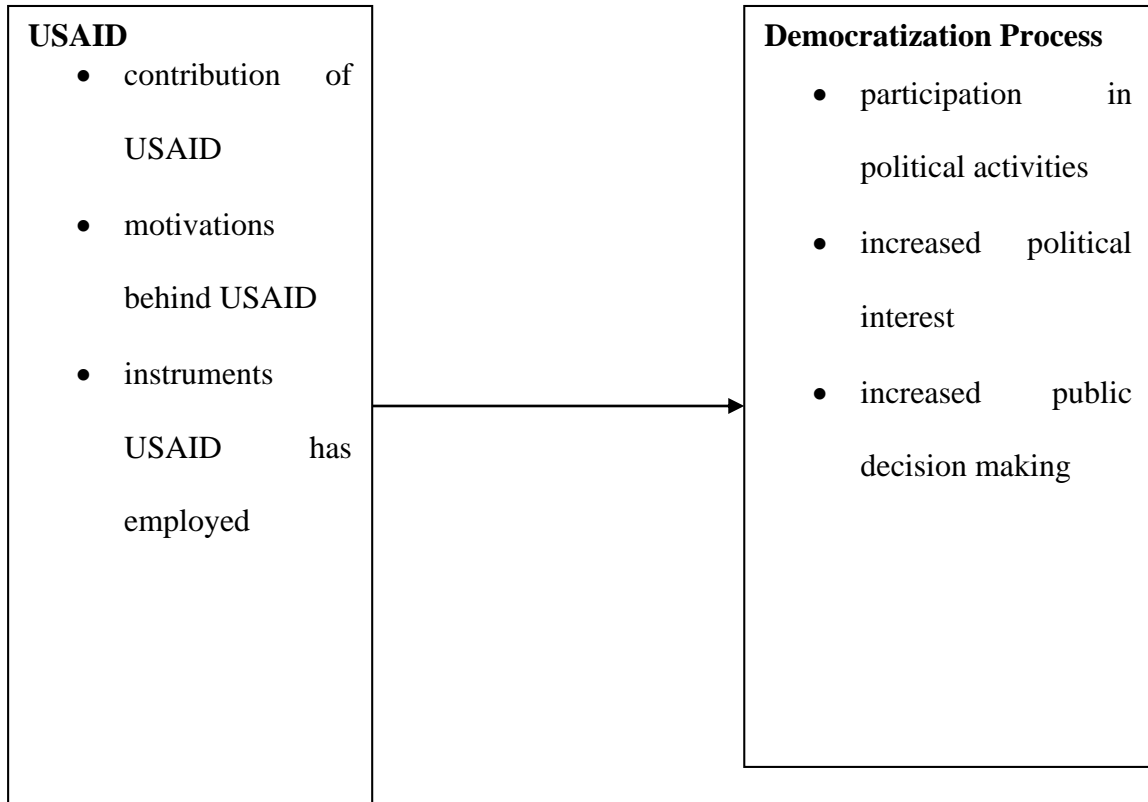 USAID
• contribution of
USAID
• motivations
behind USAID
• instruments
USAID has
employed
Democratization Process
• participation in
political activities
• increased political
interest
• increased public
decision making